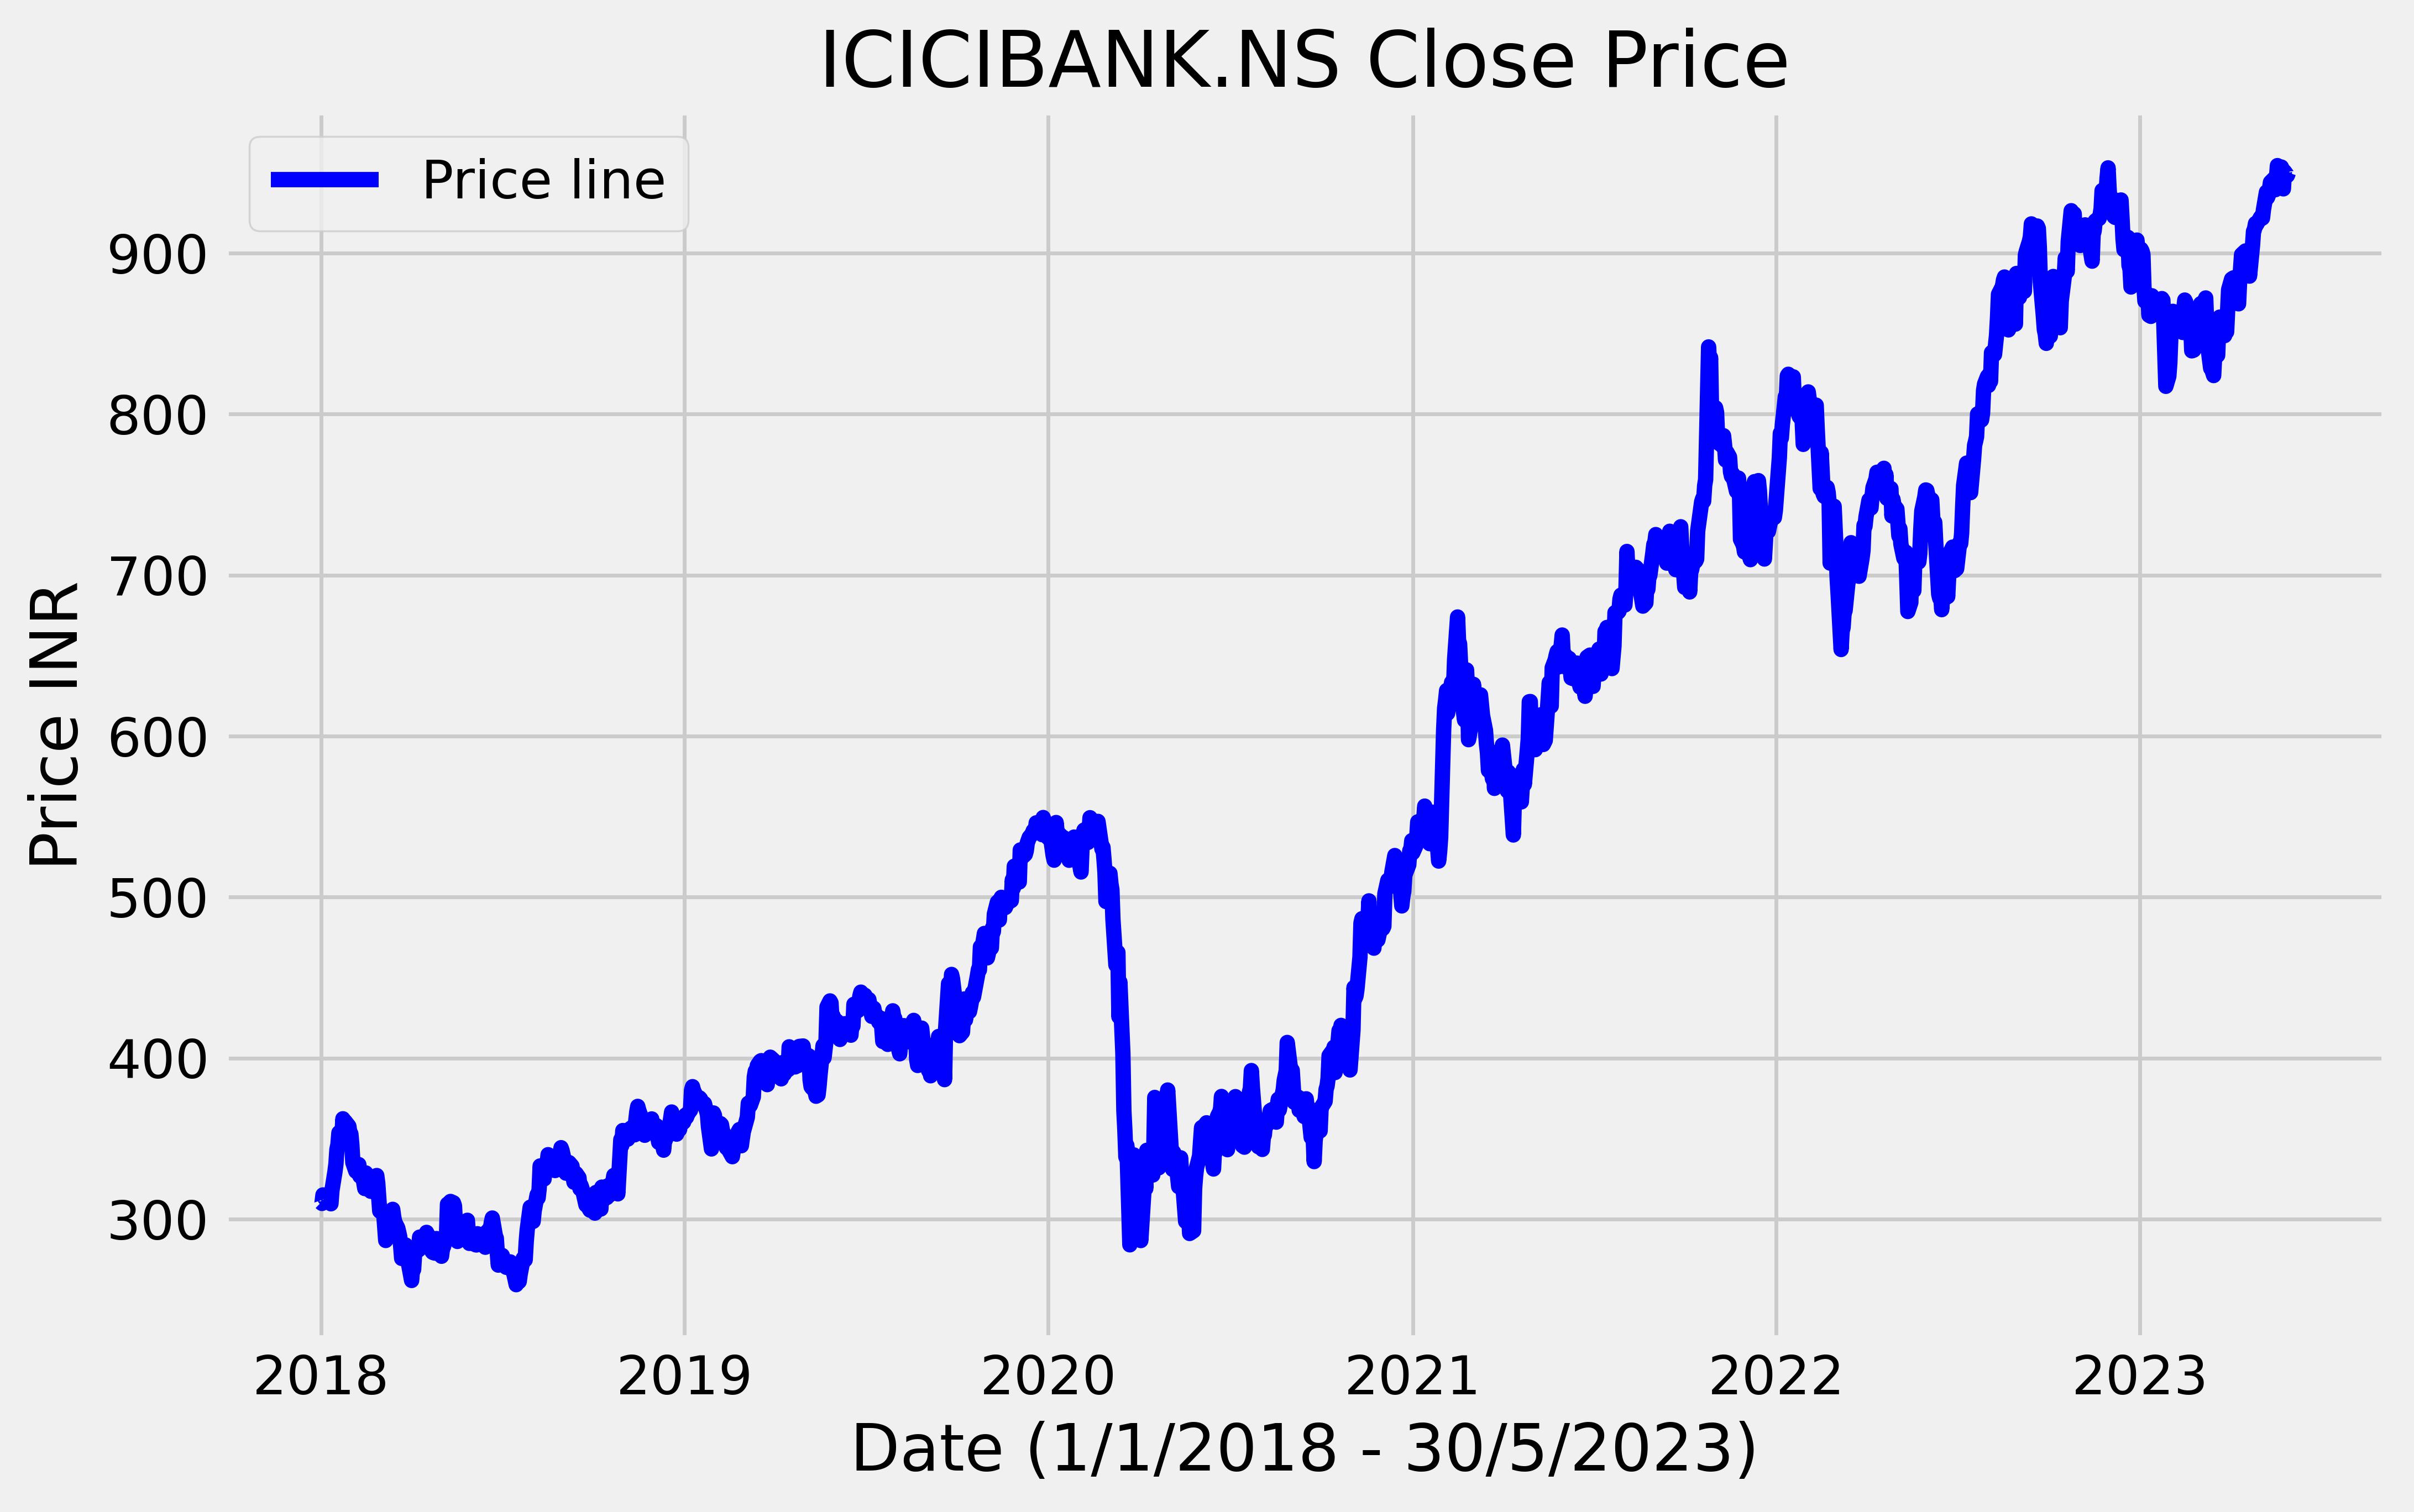 ICICIBANK.NS Close Price
Price line
900
800
700
600
500
400
300
Price INR
2018 2019 2020 2021 2022 2023
Date (1/1/2018 - 30/5/2023)